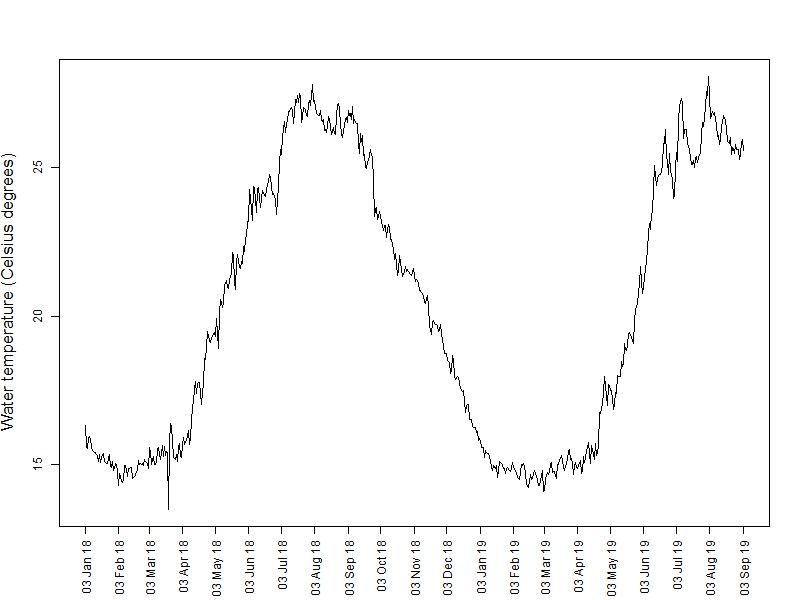 Water temperature (Celsius degrees)
25
20
15
03 Jan 18
03 Feb 18
03 Mar 18
03 Apr 18
03 May 18
03 Jun 18
03 Jul 18
03 Aug 18
03 Sep 18
03 Oct 18
03 Nov 18
03 Dec 18
03 Jan 19
03 Feb 19
03 Mar 19
03 Apr 19
03 May 19
03 Jun 19
03 Jul 19
03 Aug 19
03 Sep 19